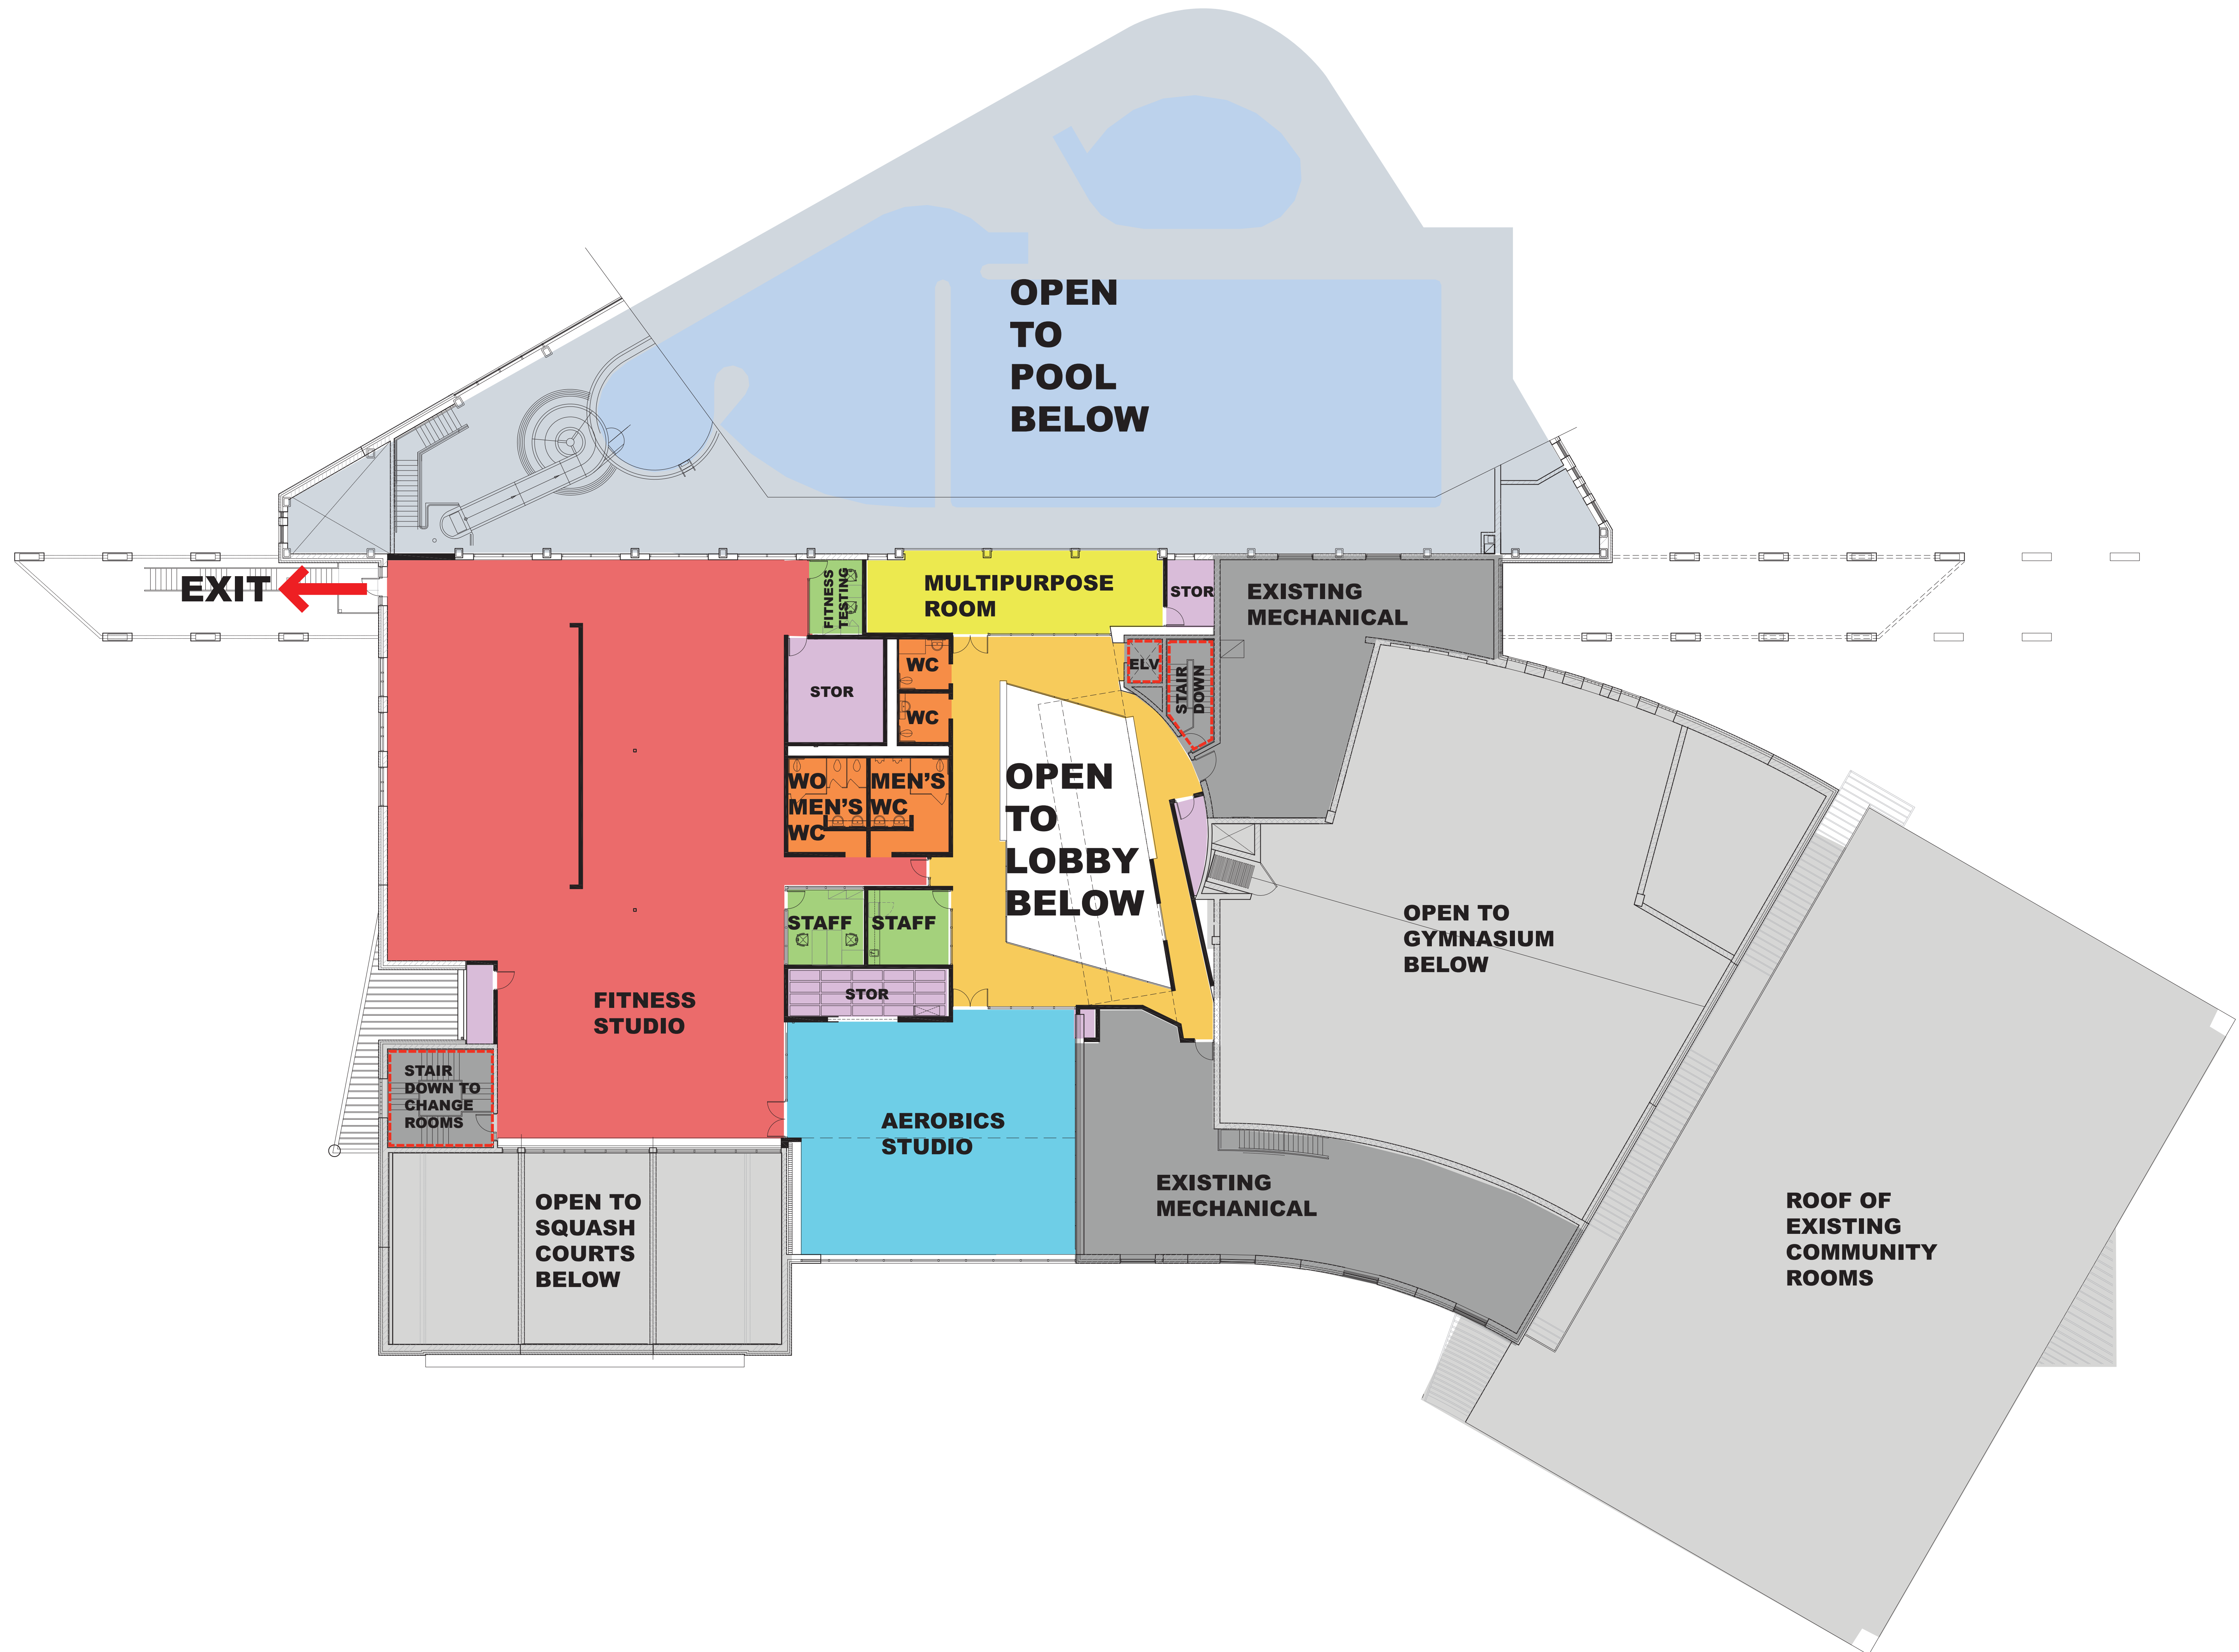 OPEN
TO
POOL
BELOW
EXIT
FITNESS
TESTING
MULTIPURPOSE
ROOM
STOR
EXISTING
MECHANICAL
WC
ELV
STAIR
DOWN
STOR
WC
WO
MEN'S
WC
MEN'S
WC
OPEN
TO
LOBBY
BELOW
STAFF
STAFF
OPEN TO
GYMNASIUM
BELOW
STOR
FITNESS
STUDIO
STAIR
DOWN TO
CHANGE
ROOMS
AEROBICS
STUDIO
EXISTING
MECHANICAL
OPEN TO
SQUASH
COURTS
BELOW
ROOF OF
EXISTING
COMMUNITY
ROOMS